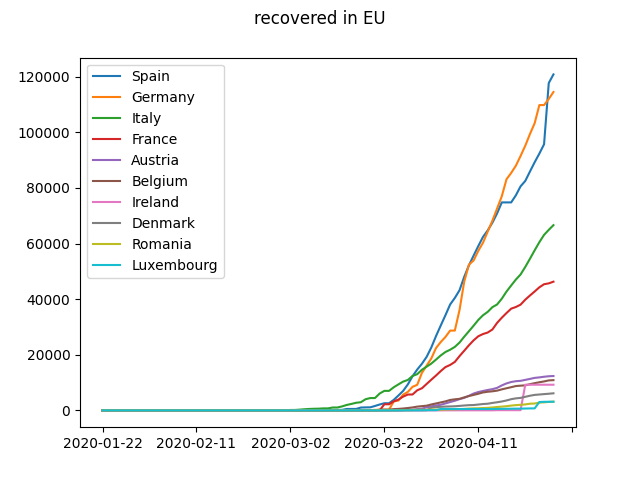 recovered in EU
120000
100000
80000
60000
40000
20000
0
Spain
Germany
Italy
France
Austria
Belgium
Ireland
Denmark
Romania
Luxembourg
2020-01-22 2020-02-11 2020-03-02 2020-03-22 2020-04-11